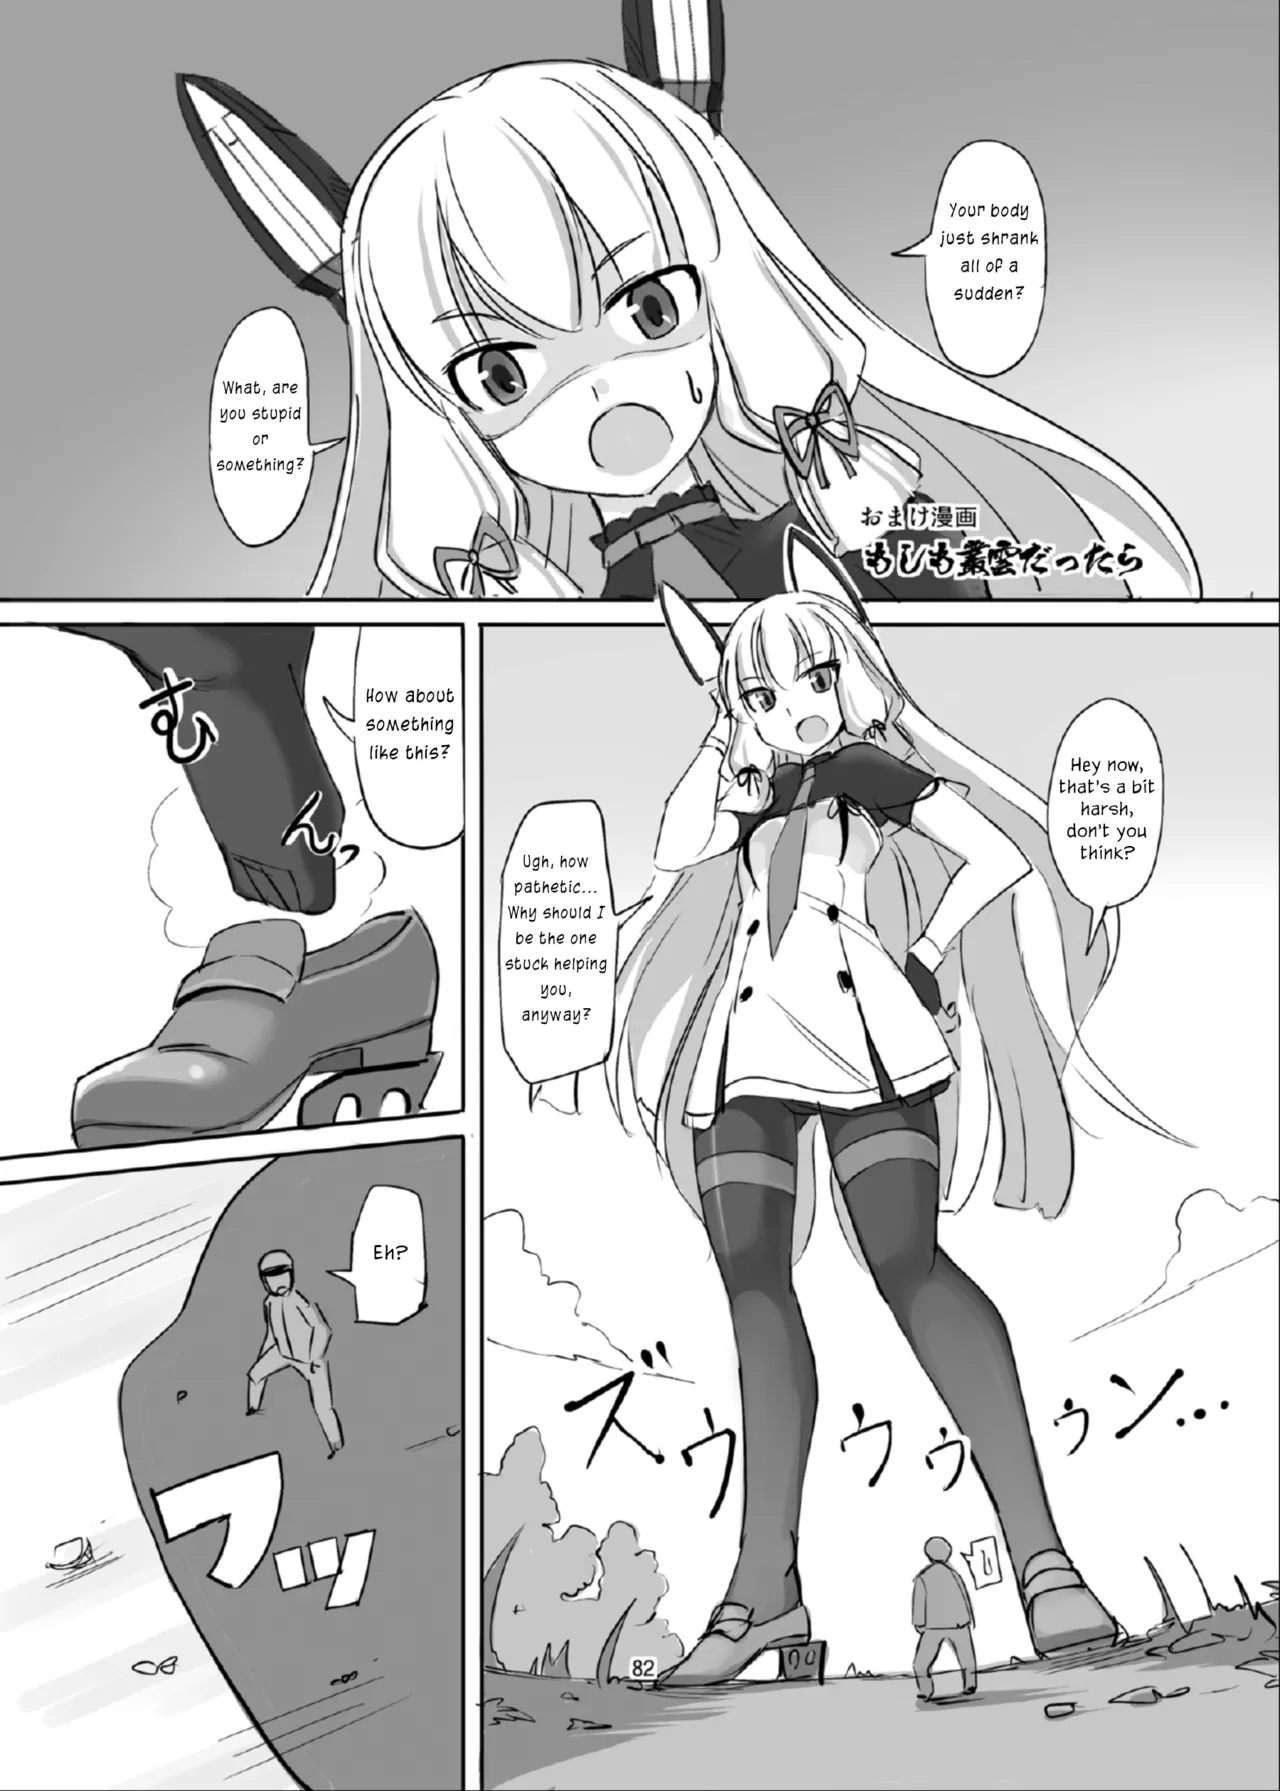 Your body
just shrank
all of a
sudden?
What, are
you stupid
or
something?
おまけ漫画
もしも叢雲だったら
Hey now,
that's a bit
harsh,
don't you
think?
Ugh, how
pathetic...
Why should I
be the one
stuck helping
you,
anyway?
ズゥウゥゥン...
82
How about
something
like this?
むんっ
Eh?
フッ